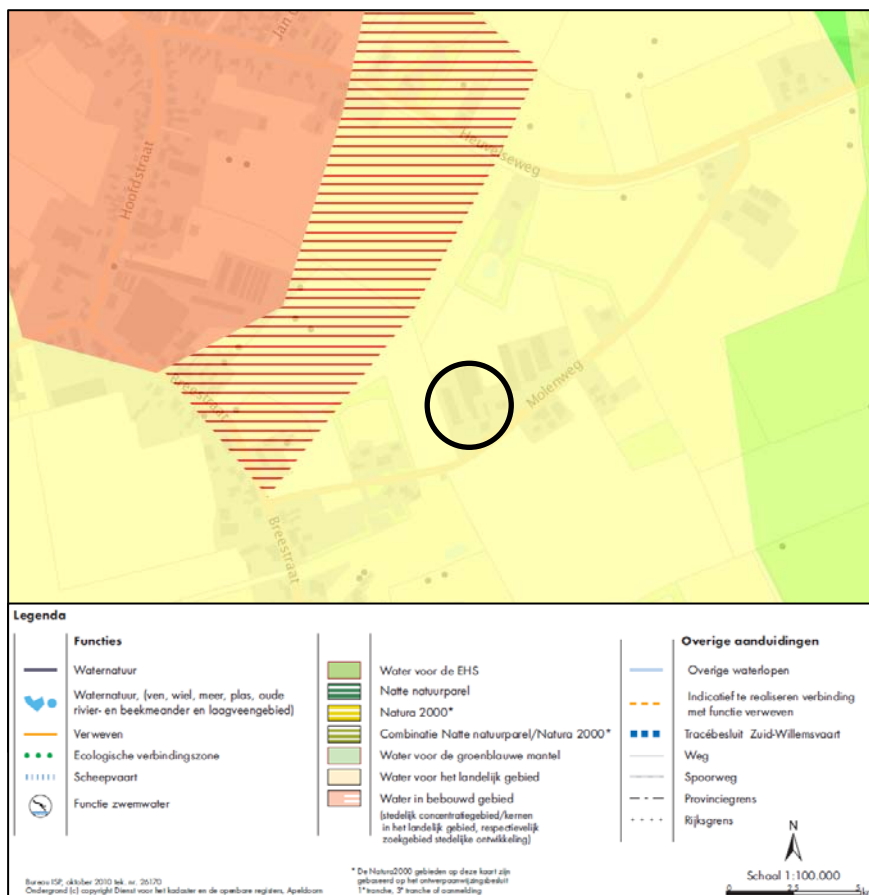 Jan
Heuvelseweg
Hoofdstraat
Breestraat
Molenweg
Breestraat
Legenda
Functies
Waternatuur
Waternatuur, (ven, wiel, meer, plas, oude
rivier- en beekmeander en laagveengebied)
Verweven
Ecologische verbindingszone
Scheepvaart
Functie zwemwater
Water voor de EHS
Natte natuurparel
Natura 2000*
Combinatie Natte natuurparel/Natura 2000*
Water voor de groenblauwe mantel
Water voor het landelijk gebied
Water in bebouwd gebied
(stedelijk concentratiegebied/kernen
in het landelijk gebied, respectievelijk
zoekgebied stedelijke ontwikkeling)
Overige aanduidingen
Overige waterlopen
Indicatief te realiseren verbinding
met functie verweven
Tracébesluit Zuid-Willemsvaart
Weg
Spoorweg
Provinciegrens
Rijksgrens
N
Schaal 1:100.000
0 2,5 5
Bureau ISP, oktober 2010 tek. nr. 26170
Ondergrond (c) copyright Dienst voor het kadaster en de openbare registers, Apeldoorn
* De Natura2000 gebieden op deze kaart zijn
gebaseerd op het ontwerpaanwijzingsbesluit
1e tranche, 3e tranche of aanmelding